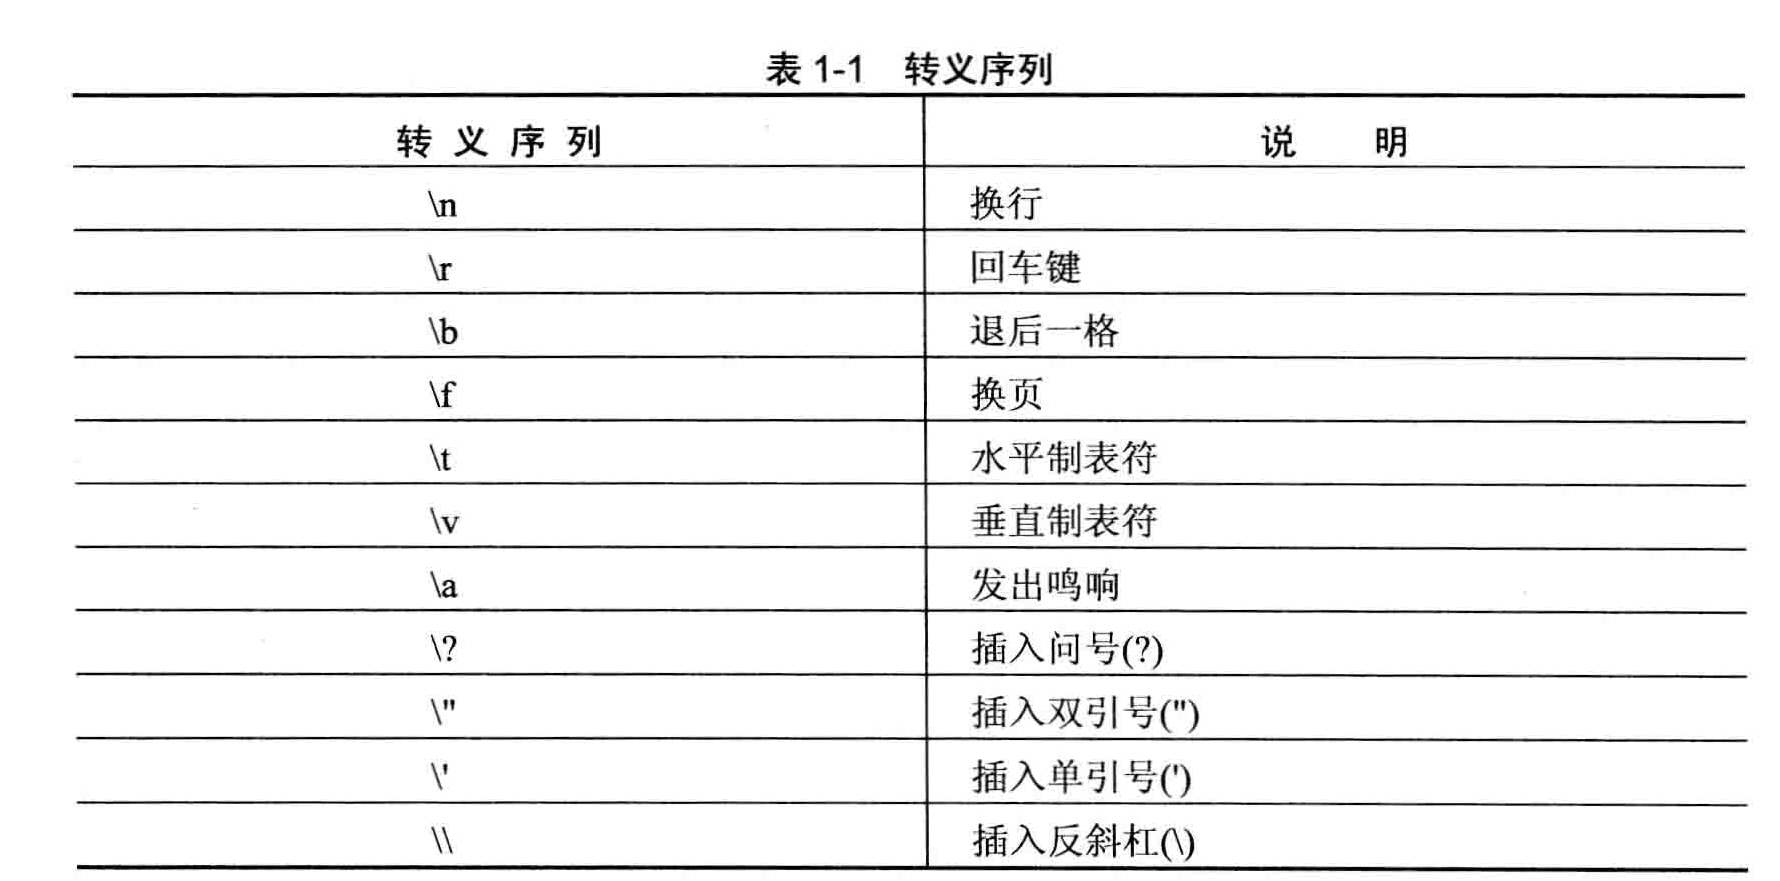 表 1-1 转义序列
转义序列 说明
\n 换行
\r 回车键
\b 退后一格
\f 换页
\t 水平制表符
\v 垂直制表符
\a 发出鸣响
\? 插入问号(?)
\" 插入双引号(")
\' 插入单引号(')
\\ 插入反斜杠(\)